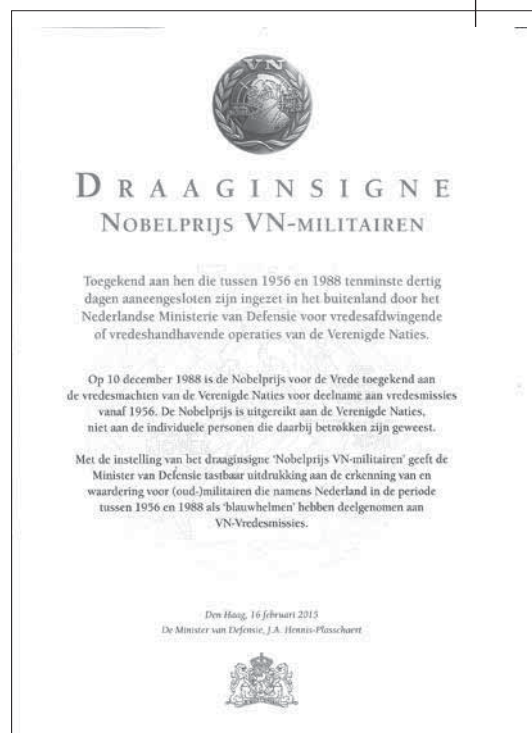 VN
DRAAGINSIGNE
NOBELPRIJS VN-MILITAIREN
Toegekend aan hen die tussen 1956 en 1988 tenminste dertig
dagen aaneengesloten zijn ingezet in het buitenland door het
Nederlandse Ministerie van Defensie voor vredesafdwingende
of vredeshandhavende operaties van de Verenigde Naties.
Op 10 december 1988 is de Nobelprijs voor de Vrede toegekend aan
de vredesmachten van de Verenigde Naties voor deelname aan vredesmissies
vanaf 1956. De Nobelprijs is uitgereikt aan de Verenigde Naties,
niet aan de individuele personen die daarbij betrokken zijn geweest.
Met de instelling van het draaginsigne 'Nobelprijs VN-militairen' geeft de
Minister van Defensie tastbaar uitdrukking aan de erkenning van en
waardering voor (oud-)militairen die namens Nederland in de periode
tussen 1956 en 1988 als 'blauwhelmen' hebben deelgenomen aan
VN-Vredesmissies.
Den Haag, 16 februari 2015
De Minister van Defensie, J.A. Hennis-Plasschaert